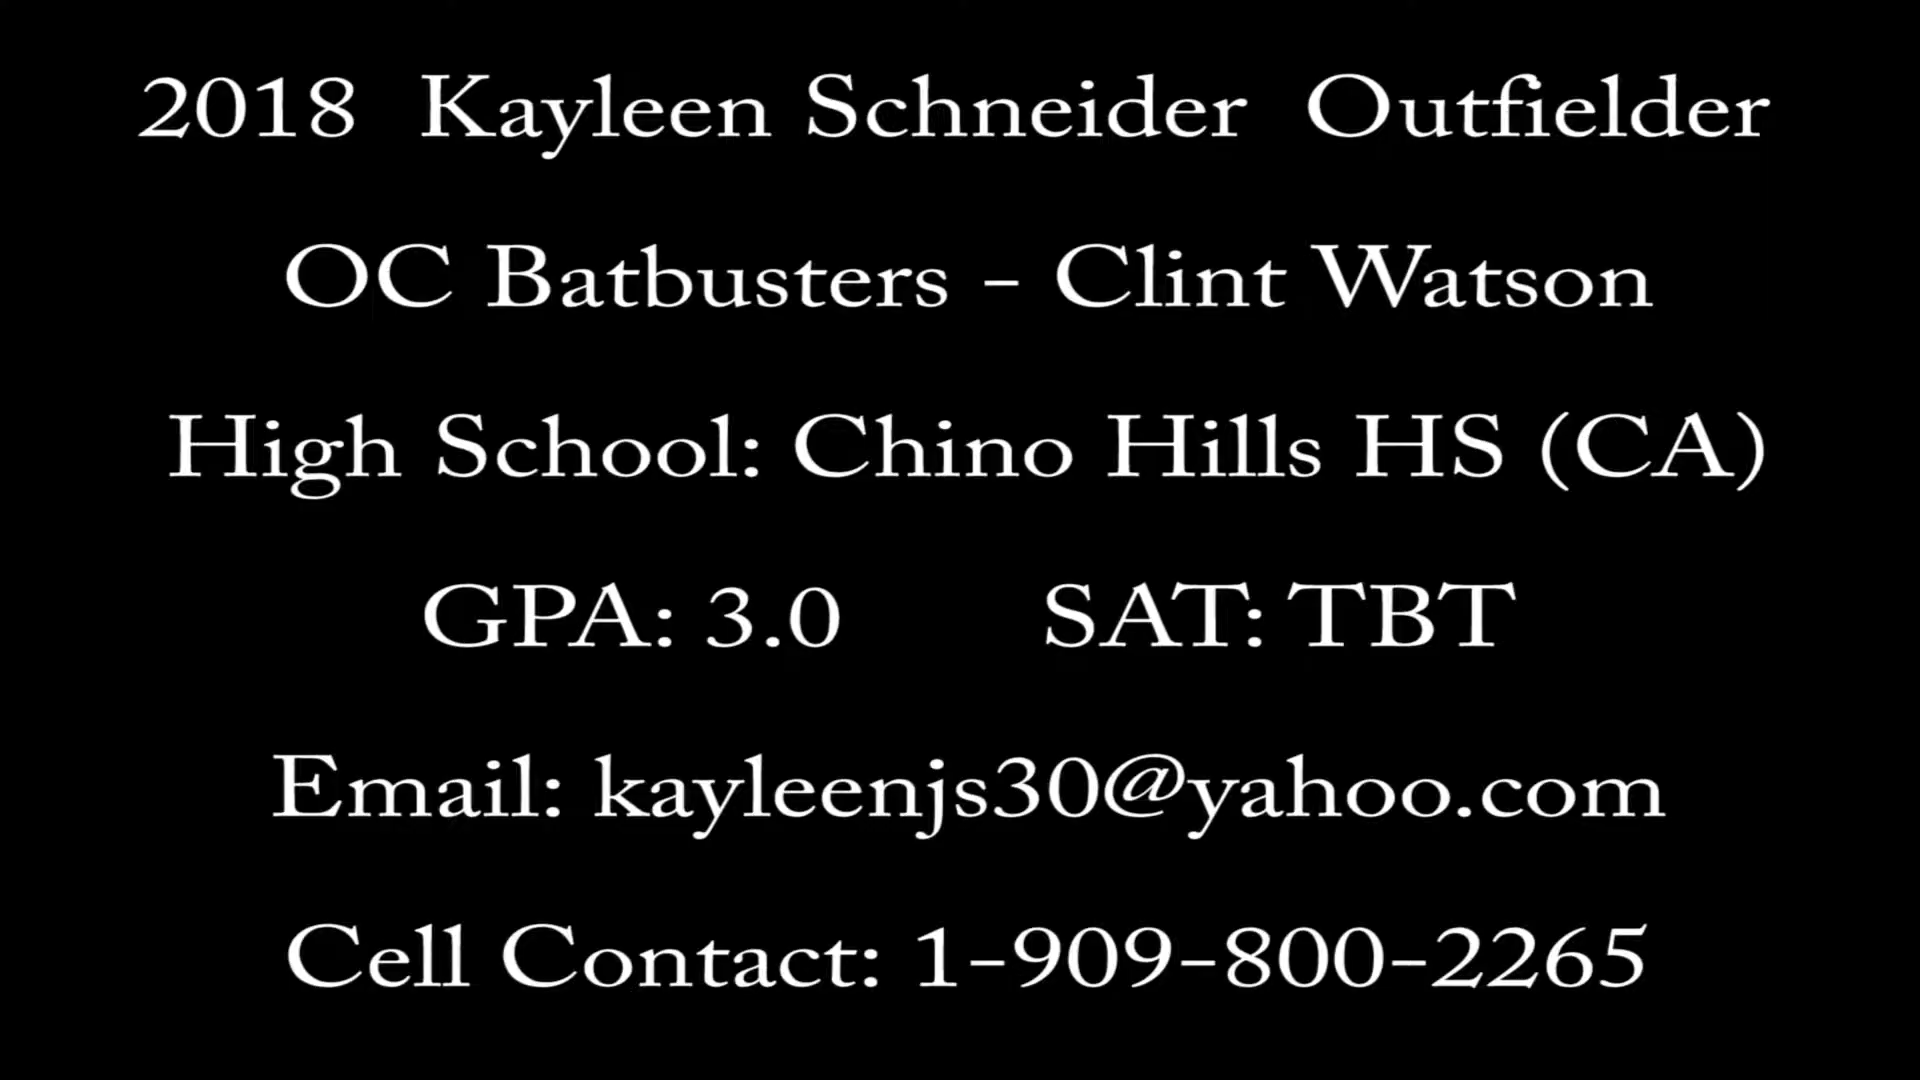 2018 Kayleen Schneider Outfielder
OC Batbusters - Clint Watson
High School: Chino Hills HS (CA)
GPA: 3.0 SAT: TBT
Email: kayleenjs30@yahoo.com
Cell Contact: 1-909-800-2265